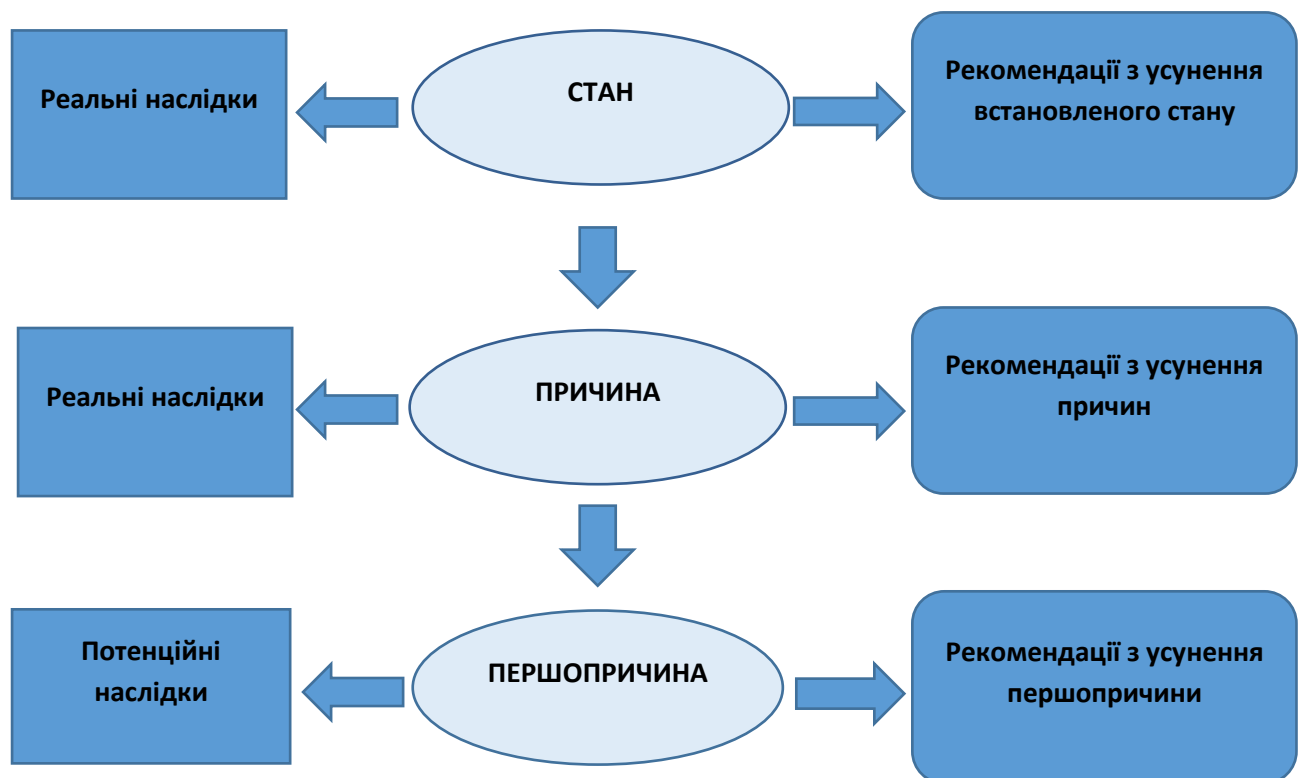 Реальні наслідки
СТАН
Рекомендації з усунення
встановленого стану
Реальні наслідки
ПРИЧИНА
Рекомендації з усунення
причин
Потенційні
наслідки
ПЕРШОПРИЧИНА
Рекомендації з усунення
першопричини